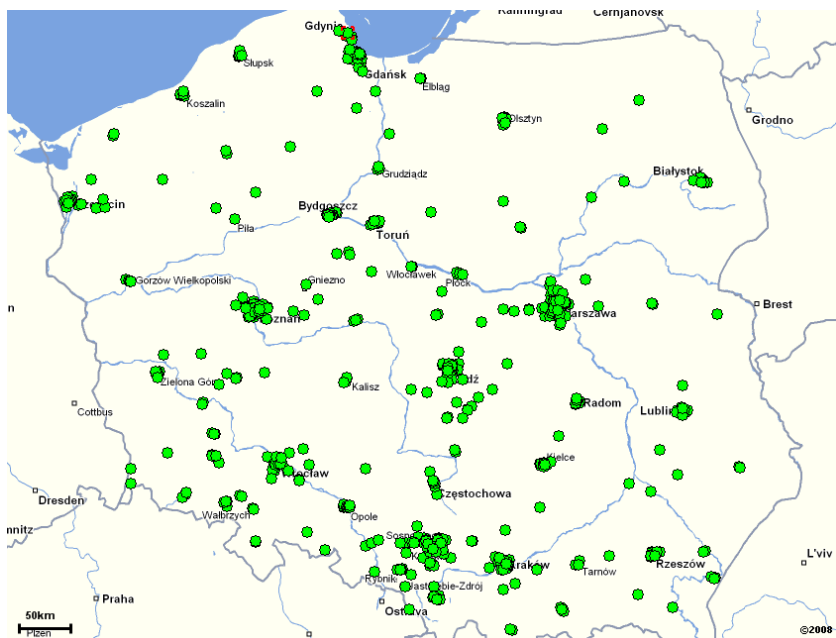 Kaliningrad
Cernjahovsk
Gdynia
Słupsk
Gdańsk
Elbląg
Koszalin
Olsztyn
Grodno
Grudziądz
Białystok
Bydgoszcz
Piła
Toruń
Włocławek
Płock
Gorzów Wielkopolski
Gniezno
Brest
Zielona Gór
Kalisz
Cottbus
Radom
Lublin
Kielce
Dresden
Częstochowa
Wałbrzych
Opole
L'viv
Kraków
Rzeszów
Rybnik
Tarnów
Jastrzębie-Zdrój
Praha
Ostrava
50km
Plzen
©2008